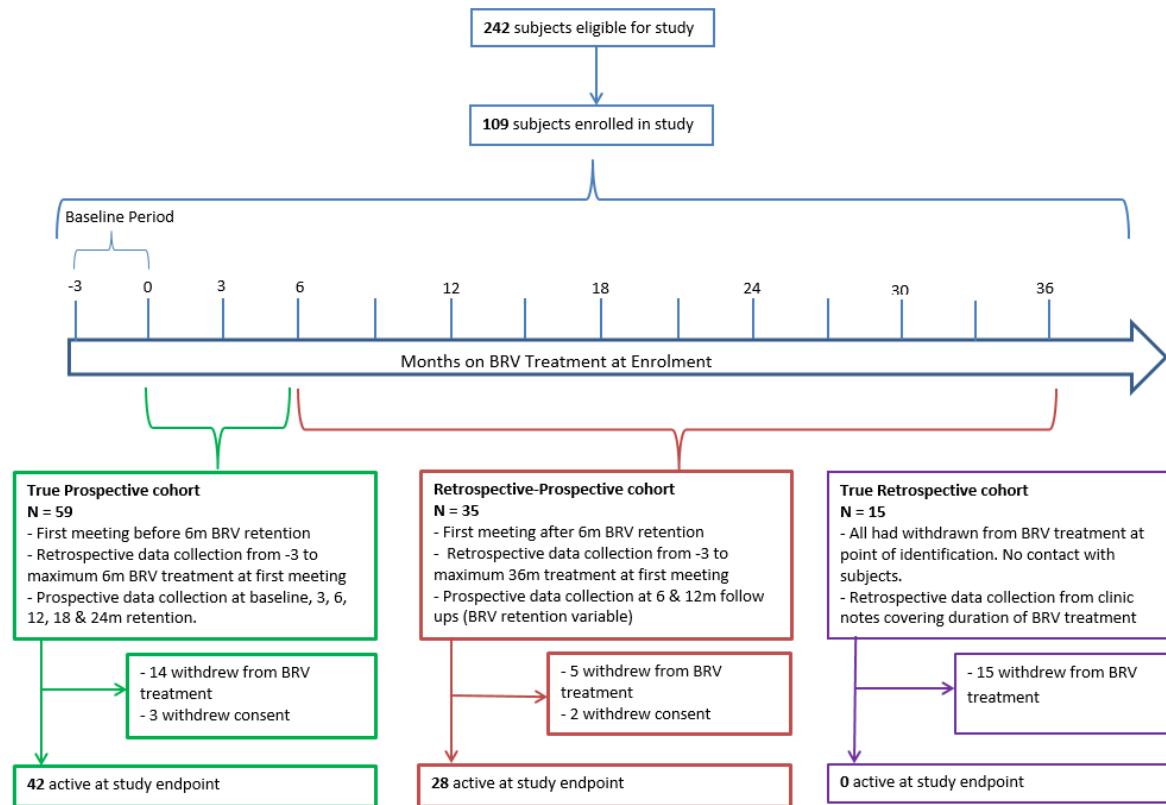 242 subjects eligible for study
109 subjects enrolled in study
Baseline Period
-3 0 3 6 12 18 24 30 36
Months on BRV Treatment at Enrolment
True Prospective cohort
N = 59
- First meeting before 6m BRV retention
- Retrospective data collection from -3 to
maximum 6m BRV treatment at first meeting
- Prospective data collection at baseline, 3, 6,
12, 18 & 24m retention.
Retrospective-Prospective cohort
N = 35
- First meeting after 6m BRV retention
- Retrospective data collection from -3 to
maximum 36m treatment at first meeting
- Prospective data collection at 6 & 12m follow
ups (BRV retention variable)
True Retrospective cohort
N = 15
- All had withdrawn from BRV treatment at
point of identification. No contact with
subjects.
- Retrospective data collection from clinic
notes covering duration of BRV treatment
- 14 withdrew from BRV
treatment
- 3 withdrew consent
- 5 withdrew from BRV
treatment
- 2 withdrew consent
- 15 withdrew from BRV
treatment
42 active at study endpoint
28 active at study endpoint
0 active at study endpoint